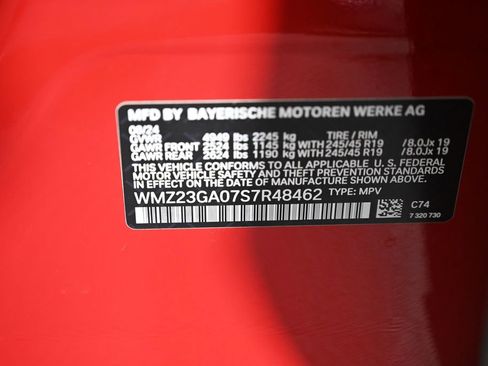 MFD BY BAYERISCHE MOTOREN WERKE AG
09/24
GVWR 4949 lbs 2245 kg TIRE / RIM
GAWR FRONT 2524 lbs 1145 kg WITH 245/45 R19 /8.0Jx 19
GAWR REAR 2624 lbs 1190 kg WITH 245/45 R19 /8.0Jx 19
THIS VEHICLE CONFORMS TO ALL APPLICABLE U. S. FEDERAL
MOTOR VEHICLE SAFETY AND THEFT PREVENTION STANDARDS IN
EFFECT ON THE DATE OF MANUFACTURE SHOWN ABOVE.
WMZ23GA07S7R48462 TYPE: MPV
C74
7 320 730